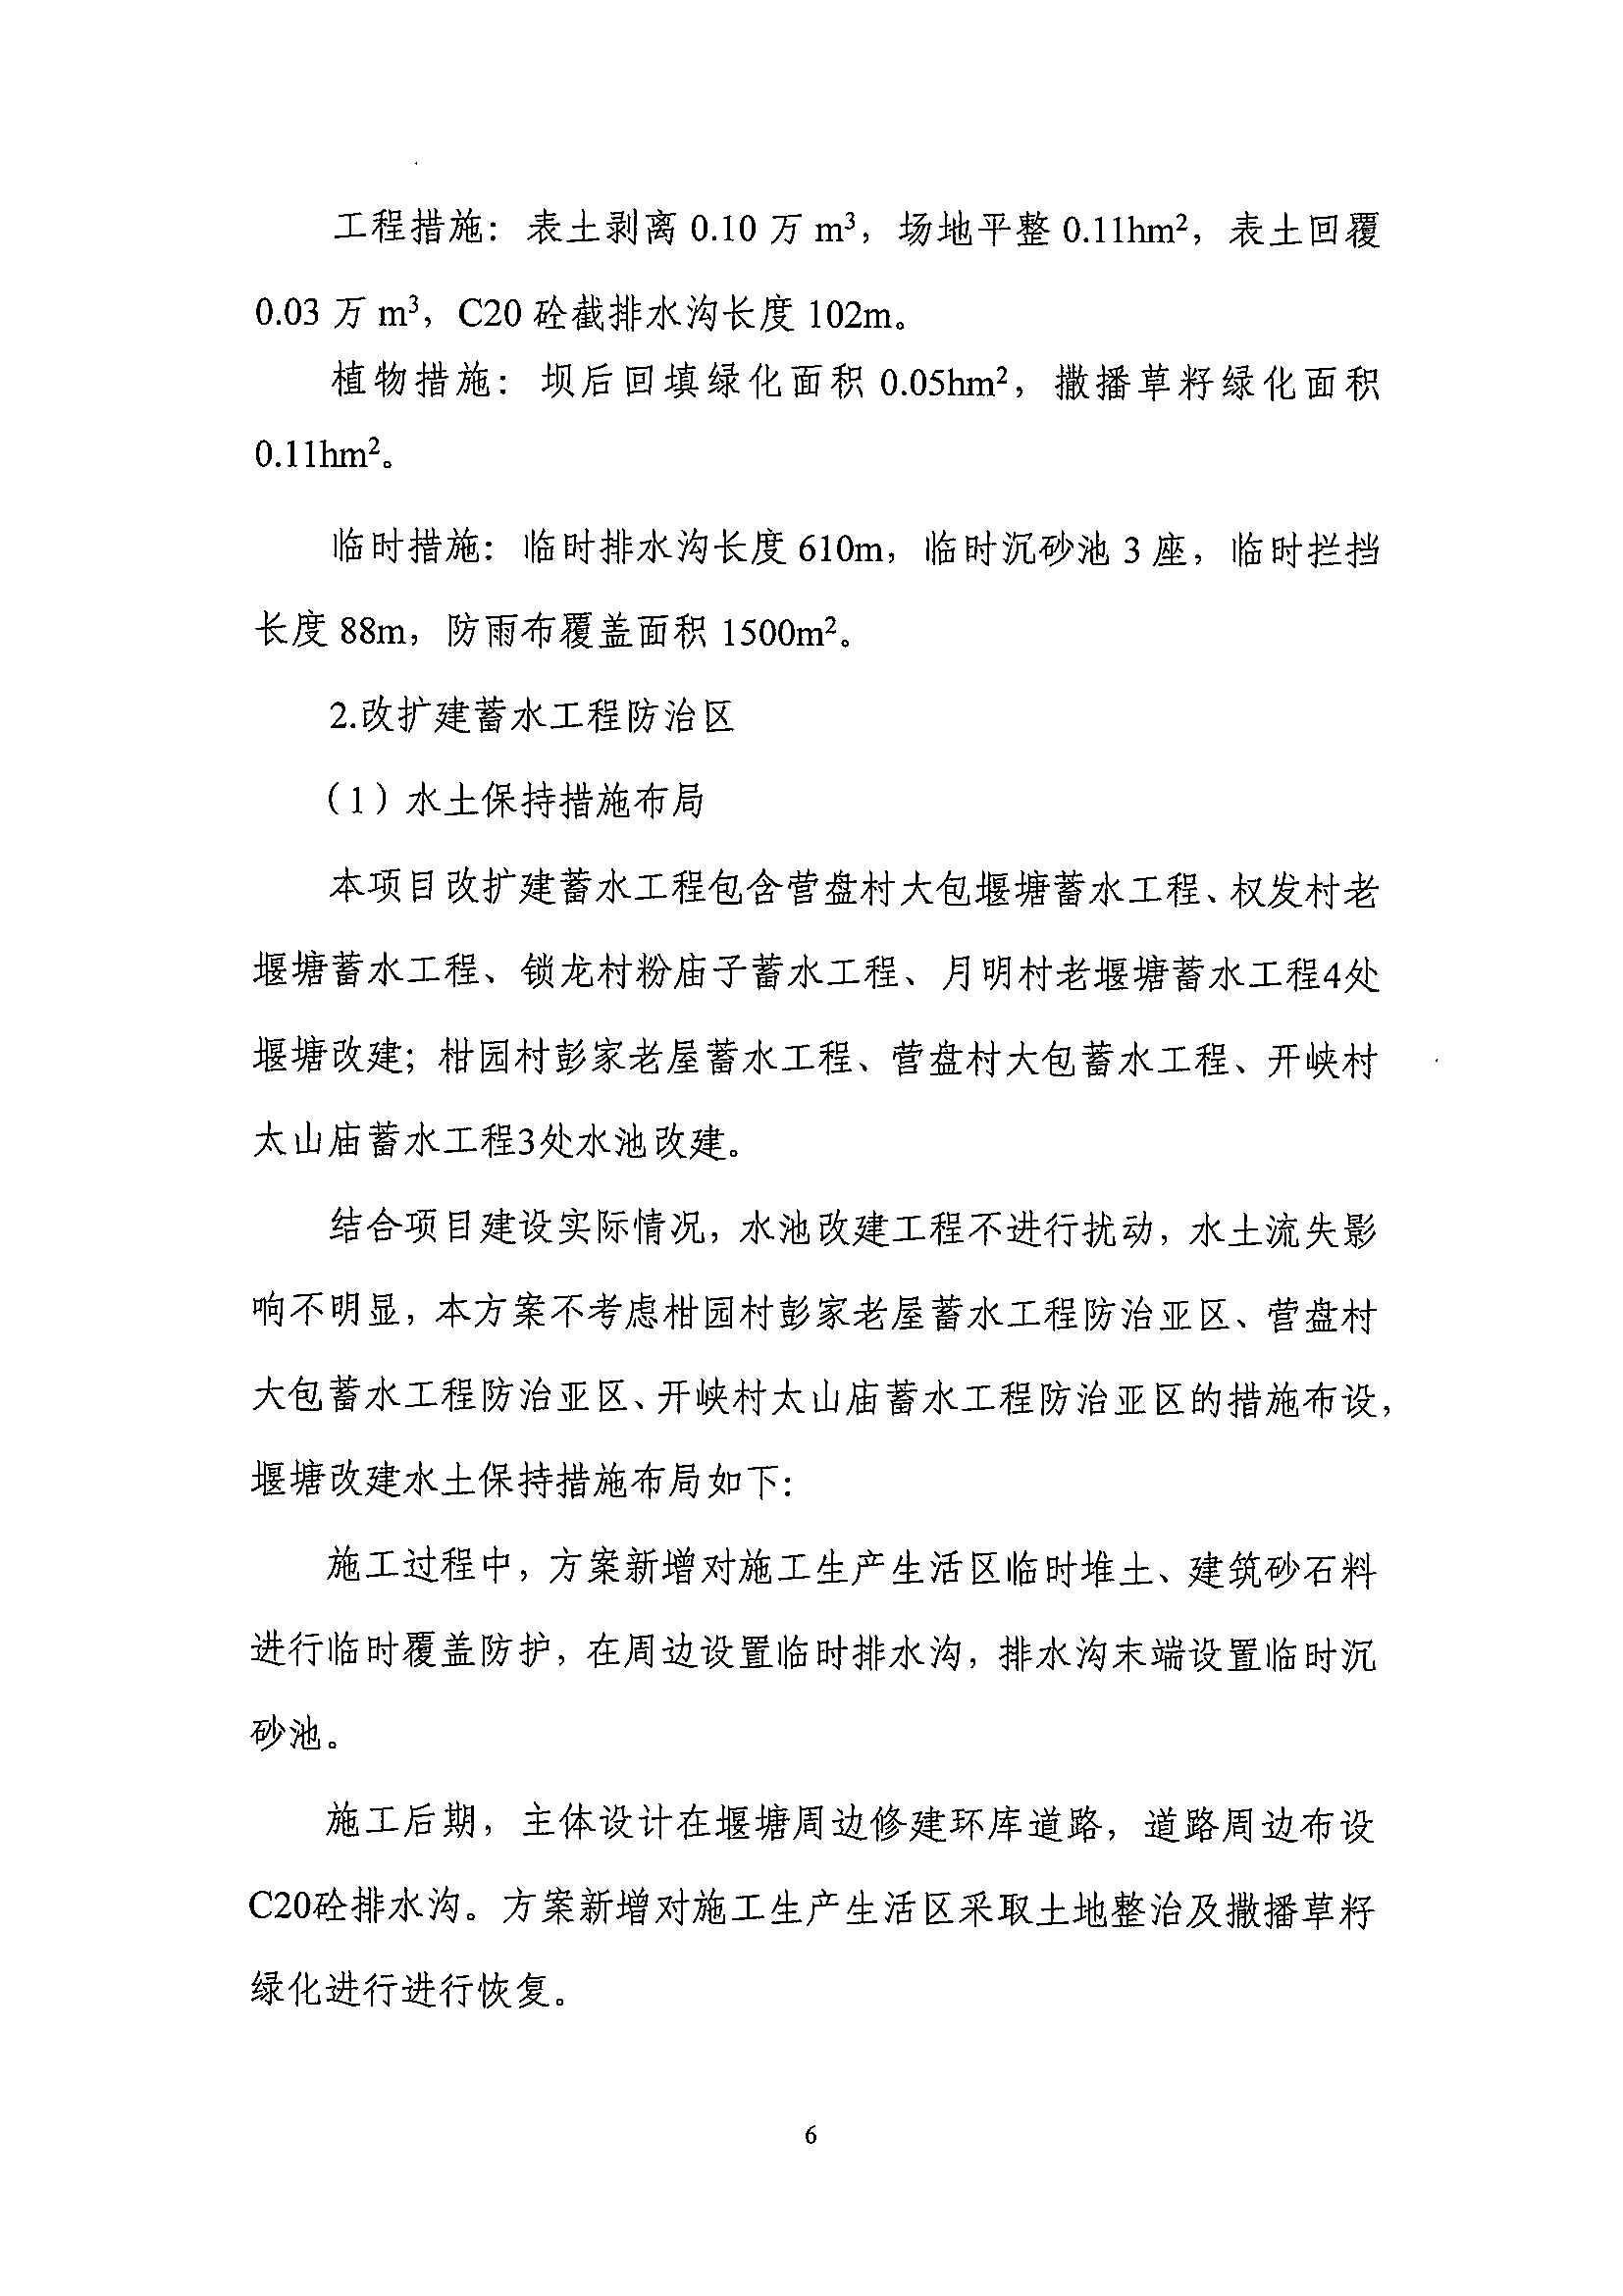 工程措施：表土剥离 0.10 万 m³，场地平整 0.11hm²，表土回覆
0.03 万 m³，C20 砼截排水沟长度 102m。
植物措施：坝后回填绿化面积 0.05hm²，撒播草籽绿化面积
0.11hm²。
临时措施：临时排水沟长度 610m，临时沉砂池 3 座，临时拦挡
长度 88m，防雨布覆盖面积 1500m²。
2.改扩建蓄水工程防治区
（1）水土保持措施布局
本项目改扩建蓄水工程包含营盘村大包堰塘蓄水工程、权发村老
堰塘蓄水工程、锁龙村粉庙子蓄水工程、月明村老堰塘蓄水工程4处
堰塘改建；柑园村彭家老屋蓄水工程、营盘村大包蓄水工程、开峡村
太山庙蓄水工程3处水池改建。
结合项目建设实际情况，水池改建工程不进行扰动，水土流失影
响不明显，本方案不考虑柑园村彭家老屋蓄水工程防治亚区、营盘村
大包蓄水工程防治亚区、开峡村太山庙蓄水工程防治亚区的措施布设，
堰塘改建水土保持措施布局如下：
施工过程中，方案新增对施工生产生活区临时堆土、建筑砂石料
进行临时覆盖防护，在周边设置临时排水沟，排水沟末端设置临时沉
砂池。
施工后期，主体设计在堰塘周边修建环库道路，道路周边布设
C20砼排水沟。方案新增对施工生产生活区采取土地整治及撒播草籽
绿化进行进行恢复。
6